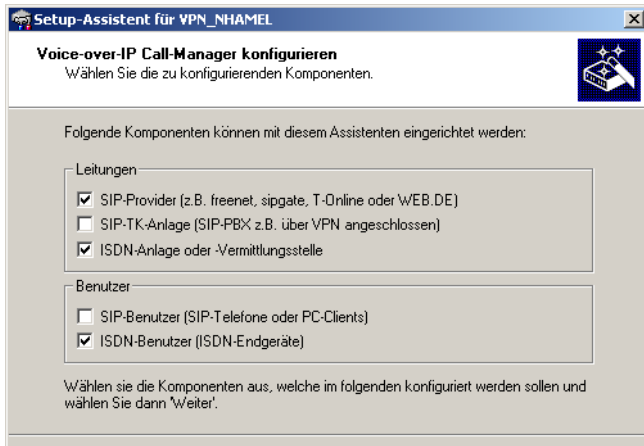 Setup-Assistent für VPN_NHAMEL
Voice-over-IP Call-Manager konfigurieren
Wählen Sie die zu konfigurierenden Komponenten.
Folgende Komponenten können mit diesem Assistenten eingerichtet werden:
Leitungen
SIP-Provider (z.B. freenet, sipgate, T-Online oder WEB.DE)
SIP-TK-Anlage (SIP-PBX z.B. über VPN angeschlossen)
ISDN-Anlage oder -Vermittlungsstelle
Benutzer
SIP-Benutzer (SIP-Telefone oder PC-Clients)
ISDN-Benutzer (ISDN-Endgeräte)
Wählen sie die Komponenten aus, welche im folgenden konfiguriert werden sollen und
wählen Sie dann 'Weiter'.